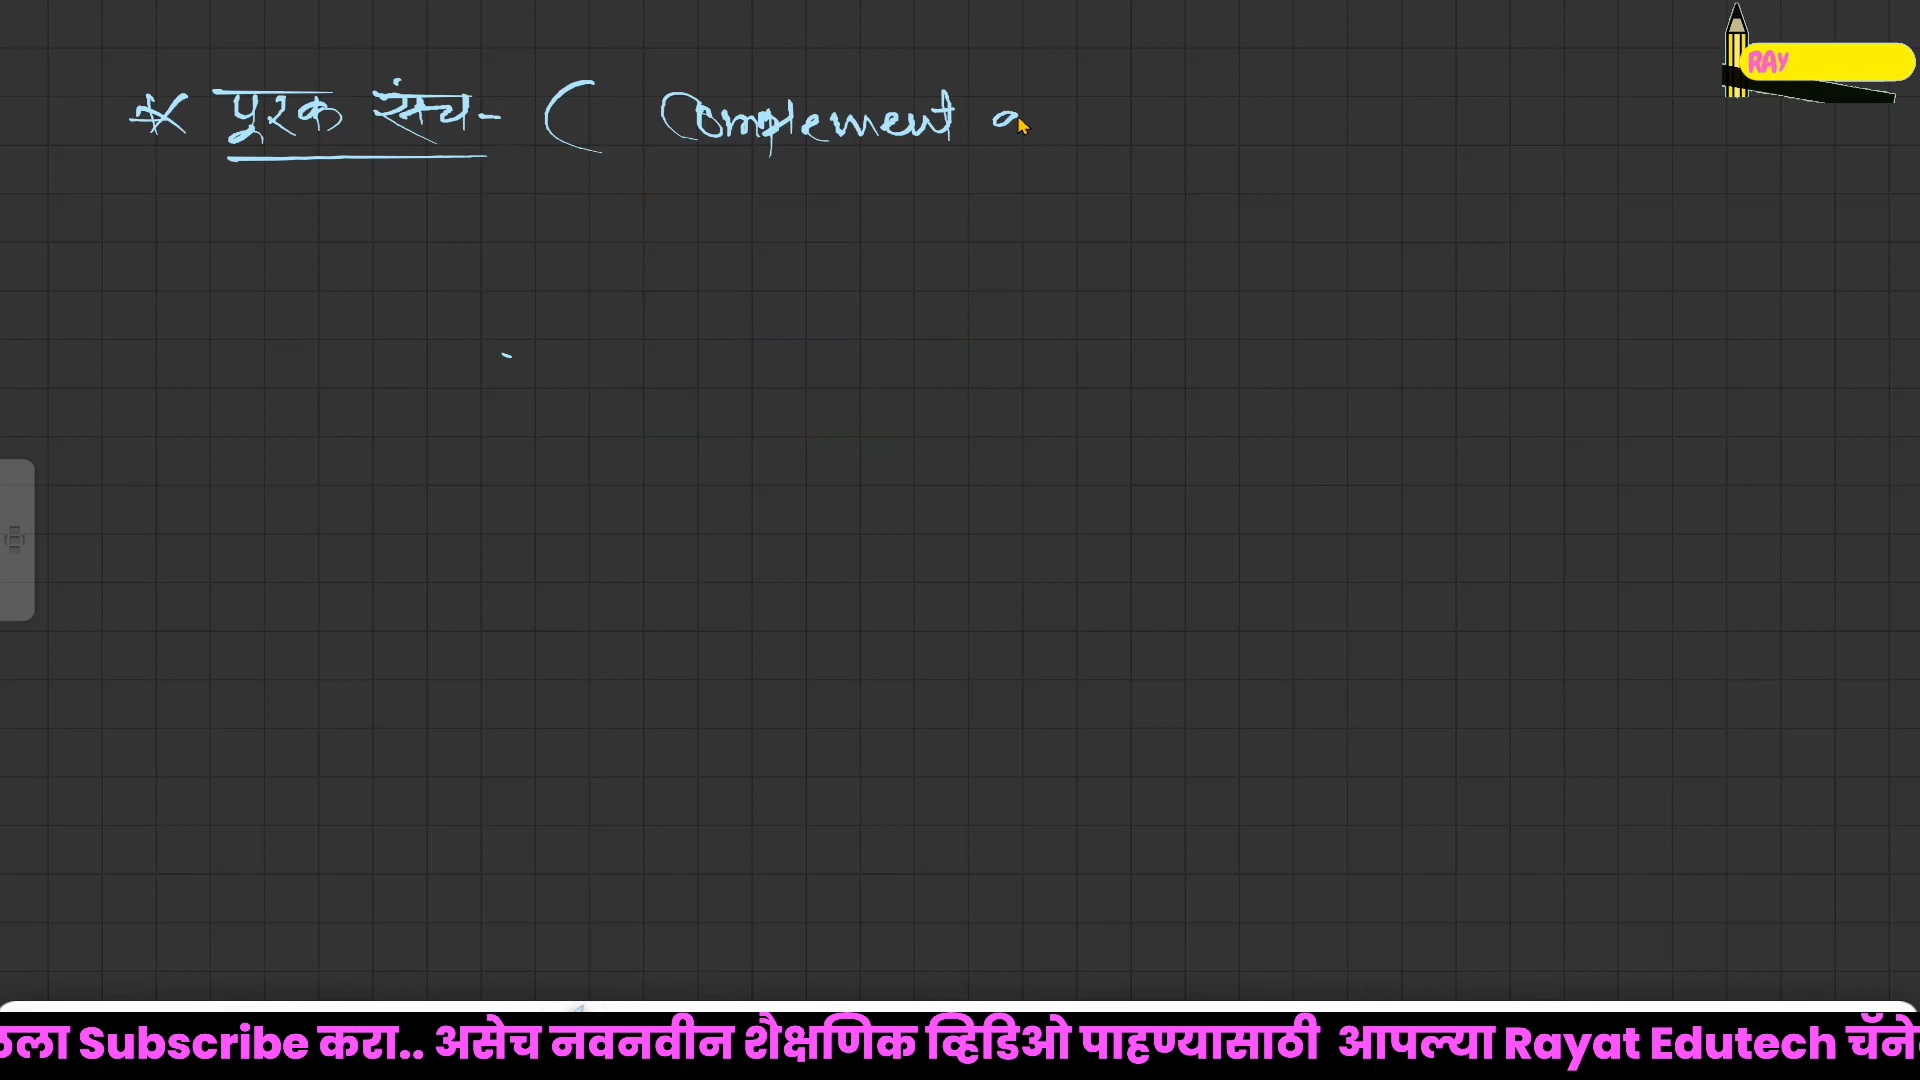 * पुरक संच - ( Complement o
RAY
ला Subscribe करा.. असेच नवनवीन शैक्षणिक व्हिडिओ पाहण्यासाठी आपल्या Rayat Edutech चॅने